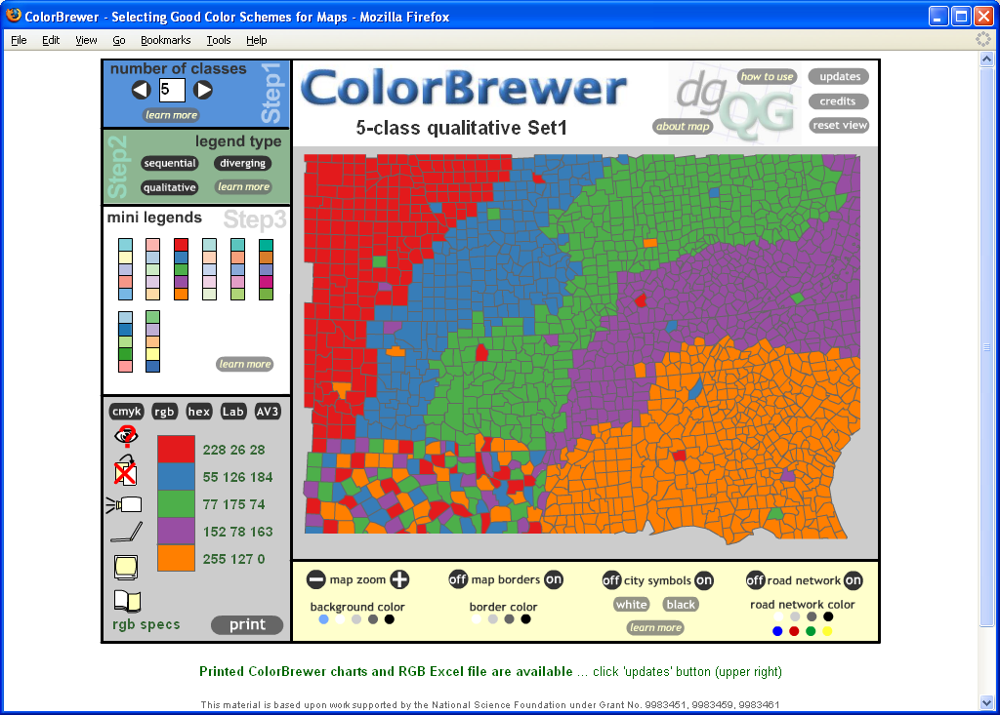 ColorBrewer - Selecting Good Color Schemes for Maps - Mozilla Firefox
File Edit View Go Bookmarks Tools Help
number of classes
5
learn more
Step1
legend type
Step2
sequential diverging
qualitative learn more
mini legends Step3
learn more
cmyk rgb hex Lab AV3
228 26 28
55 126 184
77 175 74
152 78 163
255 127 0
rgb specs print
ColorBrewer
5-class qualitative Set1
dg QG
how to use
about map
updates
credits
reset view
map zoom off map borders on off city symbols on off road network on
background color border color white black road network color
learn more
Printed ColorBrewer charts and RGB Excel file are available ... click 'updates' button (upper right)
This material is based upon work supported by the National Science Foundation under Grant No. 9983451, 9983459, 9983461